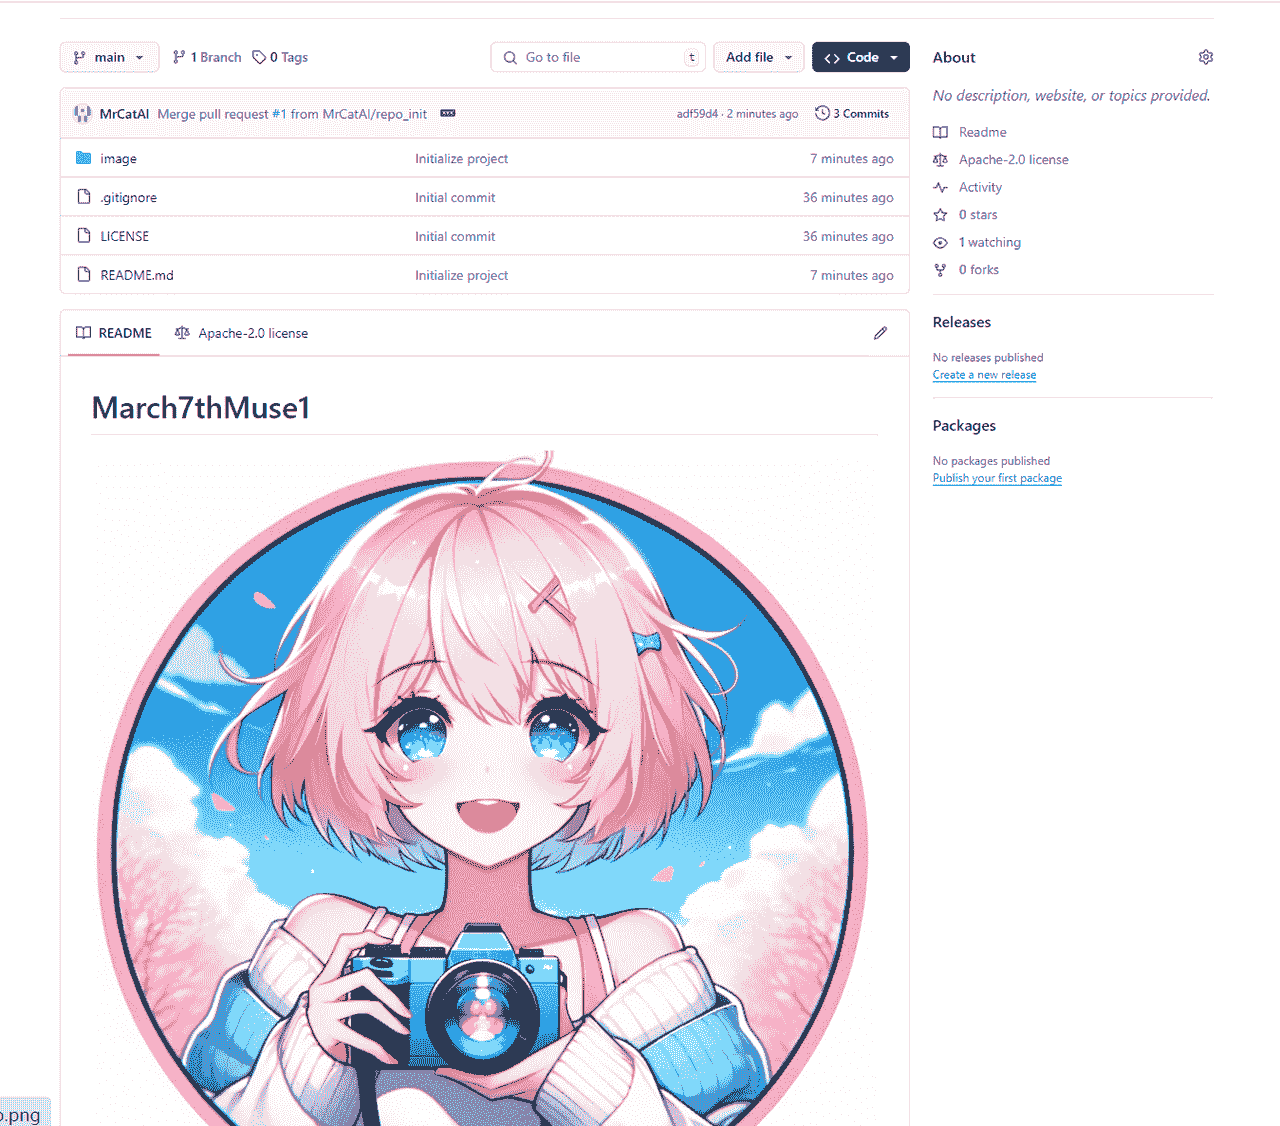 main 1 Branch 0 Tags Go to file t Add file Code
MrCatAI Merge pull request #1 from MrCatAI/repo_init adf59d4 · 2 minutes ago 3 Commits
image Initialize project 7 minutes ago
.gitignore Initial commit 36 minutes ago
LICENSE Initial commit 36 minutes ago
README.md Initialize project 7 minutes ago
README Apache-2.0 license
March7thMuse1
About
No description, website, or topics provided.
Readme
Apache-2.0 license
Activity
0 stars
1 watching
0 forks
Releases
No releases published
Create a new release
Packages
No packages published
Publish your first package
.png